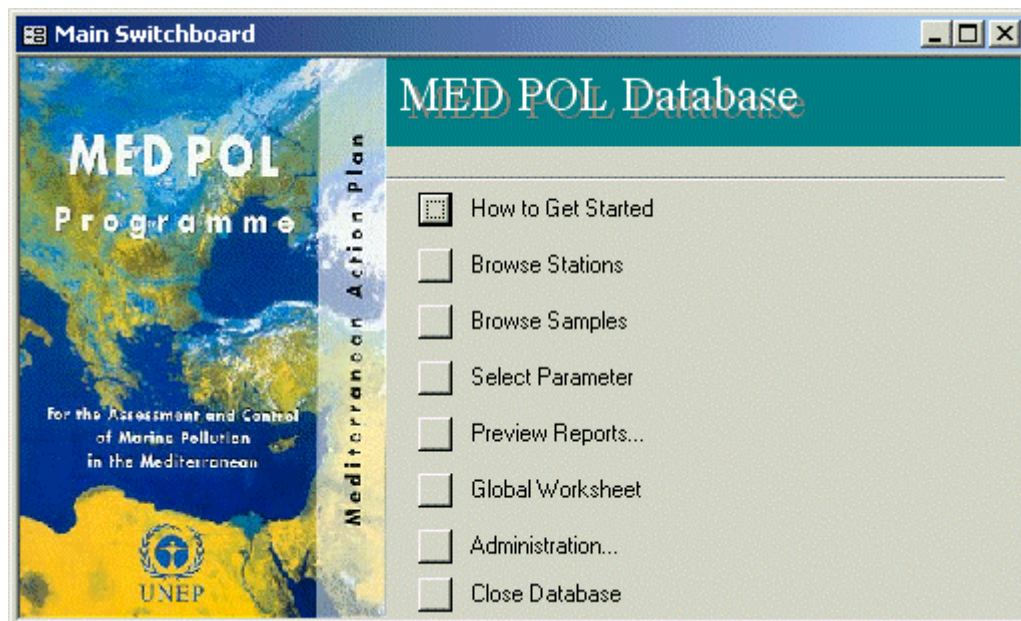 Main Switchboard
MED POL
Programme
For the Assessment and Control
of Marine Pollution
in the Mediterranean
UNEP
Mediterranean Action Plan
MED POL Database
How to Get Started
Browse Stations
Browse Samples
Select Parameter
Preview Reports...
Global Worksheet
Administration...
Close Database